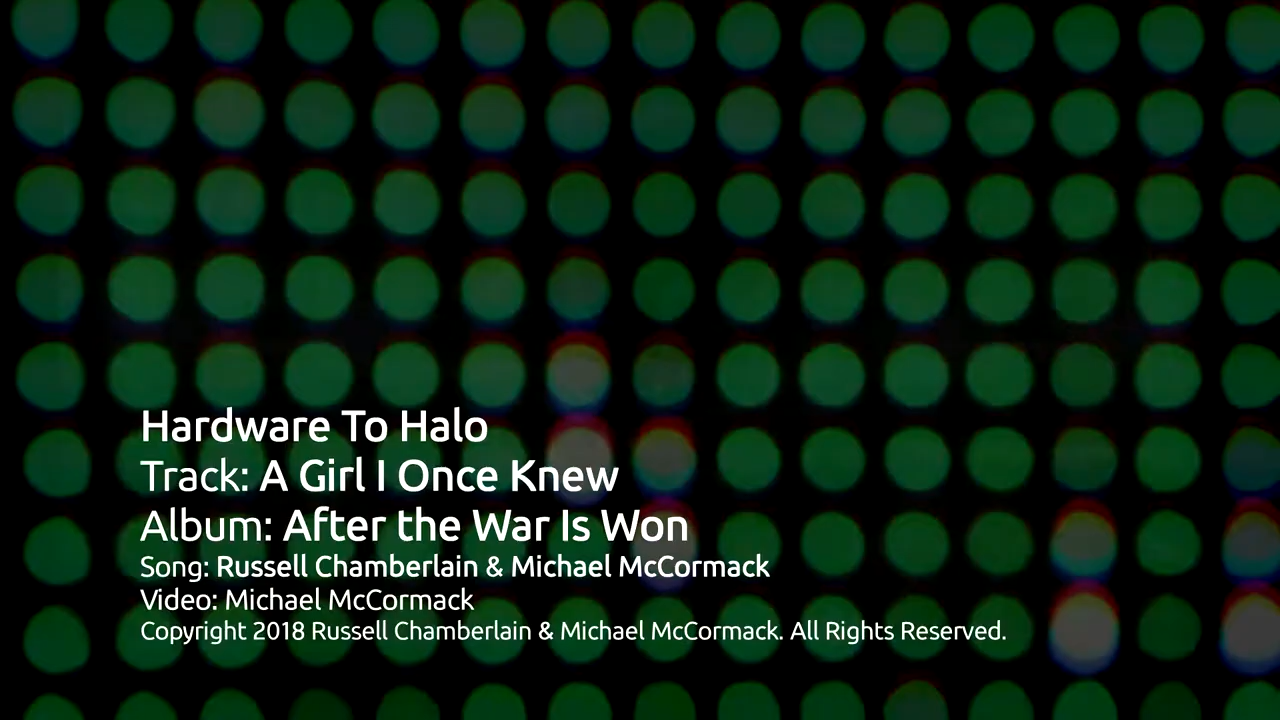 Hardware To Halo
Track: A Girl I Once Knew
Album: After the War Is Won
Song: Russell Chamberlain & Michael McCormack
Video: Michael McCormack
Copyright 2018 Russell Chamberlain & Michael McCormack. All Rights Reserved.